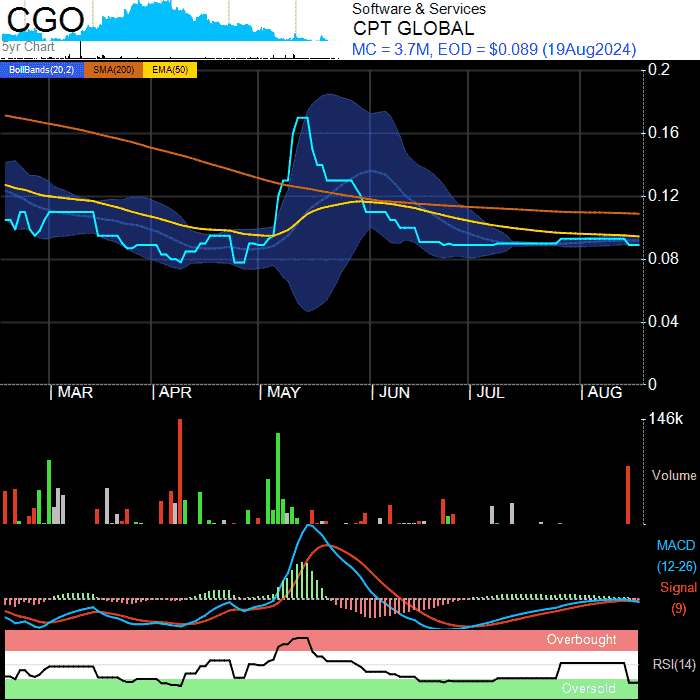 CGO
5yr Chart
Software & Services
CPT GLOBAL
MC = 3.7M, EOD = $0.089 (19Aug2024)
BollBands(20,2) SMA(200) EMA(50)
0.2
0.16
0.12
0.08
0.04
0
MAR APR MAY JUN JUL AUG
146k
Volume
MACD
(12-26)
Signal
(9)
Overbought
RSI(14)
Oversold